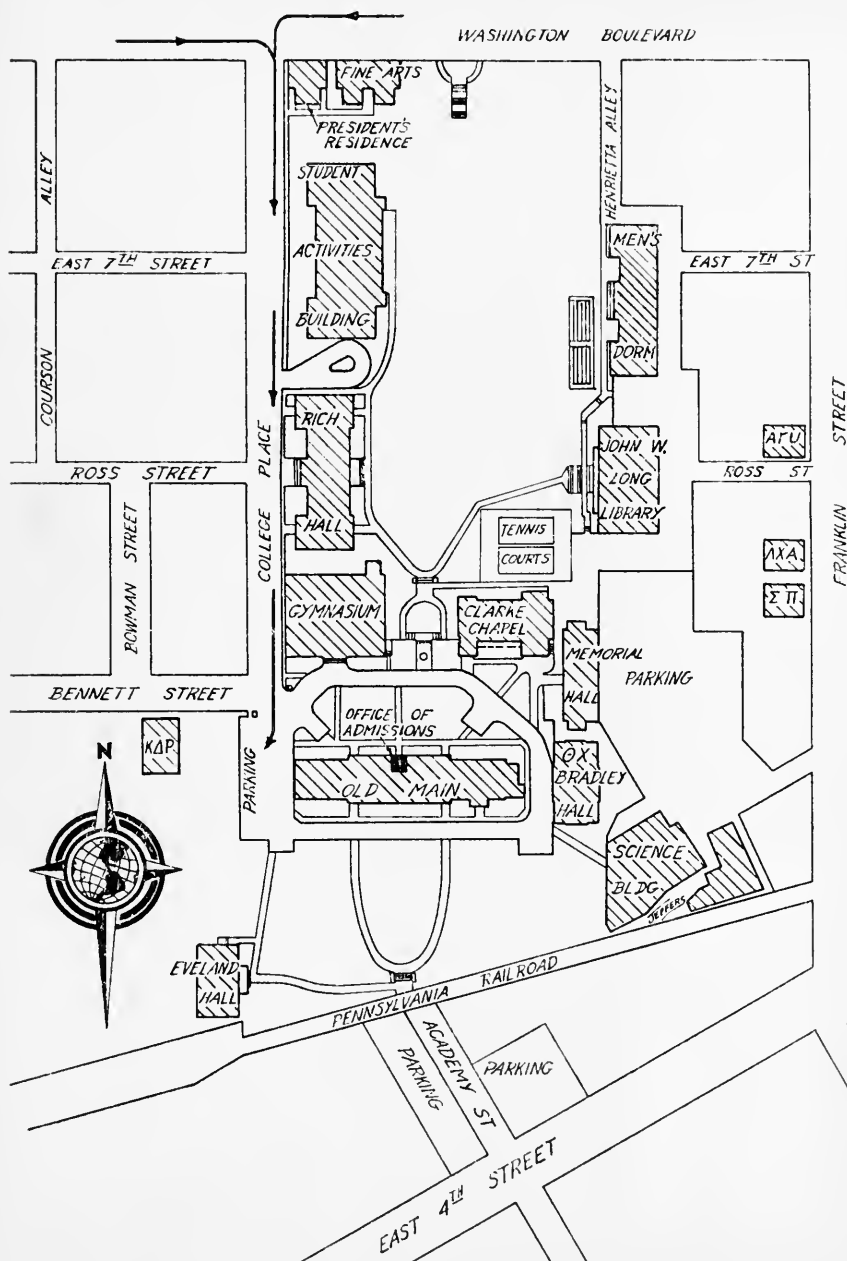 WASHINGTON BOULEVARD
FINE ARTS
PRESIDENT'S
RESIDENCE
HENRIETTA ALLEY
ALLEY
COURSON
STUDENT
ACTIVITIES
BUILDING
EAST 7TH STREET
MEN'S
DORM
EAST 7TH ST
FRANKLIN STREET
ROSS STREET
COLLEGE PLACE
RICH
HALL
JOHN W.
LONG
LIBRARY
ΑΓU
ROSS ST
BOWMAN STREET
TENNIS
COURTS
ΛΧΑ
ΣΠ
GYMNASIUM
CLARKE
CHAPEL
MEMORIAL
HALL
PARKING
BENNETT STREET
ΚΔΡ
N
PARKING
OFFICE OF
ADMISSIONS
OLD MAIN
ΘΧ
BRADLEY
HALL
SCIENCE
BLDG.
JEFFERS
EVELAND
HALL
PENNSYLVANIA RAILROAD
PARKING
ACADEMY ST
PARKING
EAST 4TH STREET